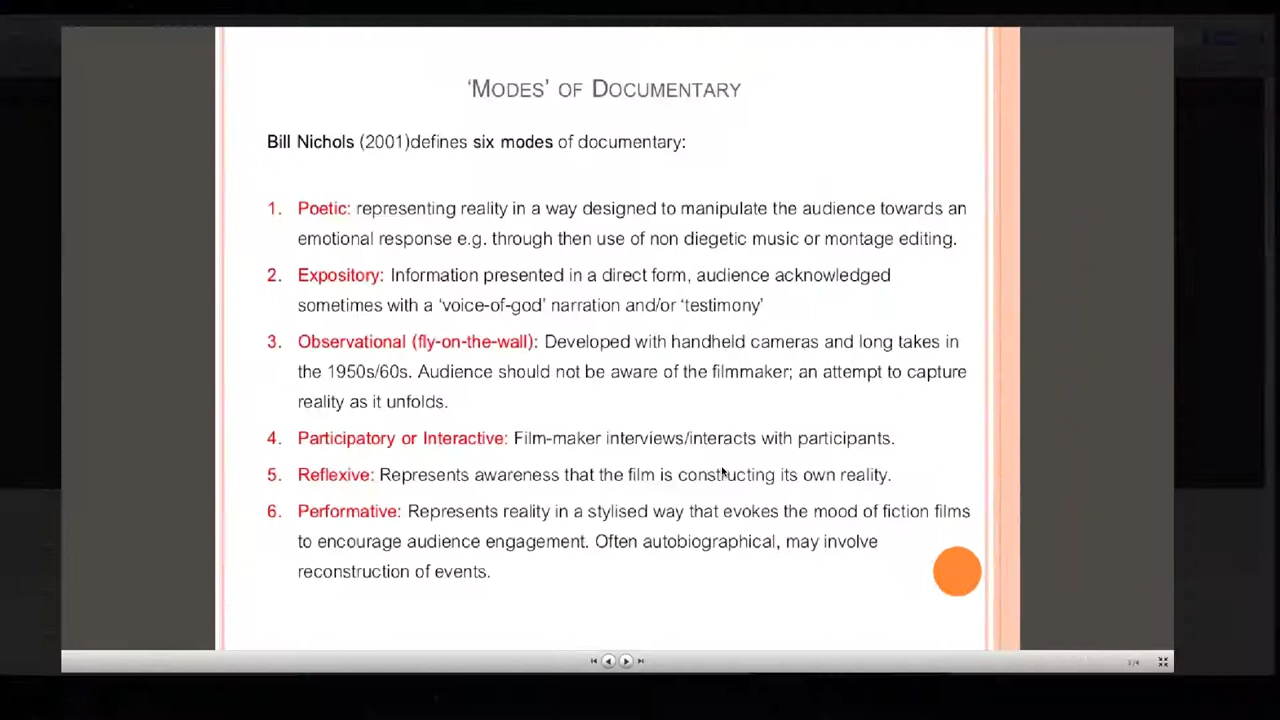 ‘MODES’ OF DOCUMENTARY
Bill Nichols (2001)defines six modes of documentary:
1. Poetic: representing reality in a way designed to manipulate the audience towards an
emotional response e.g. through then use of non diegetic music or montage editing.
2. Expository: Information presented in a direct form, audience acknowledged
sometimes with a ‘voice-of-god’ narration and/or ‘testimony’
3. Observational (fly-on-the-wall): Developed with handheld cameras and long takes in
the 1950s/60s. Audience should not be aware of the filmmaker; an attempt to capture
reality as it unfolds.
4. Participatory or Interactive: Film-maker interviews/interacts with participants.
5. Reflexive: Represents awareness that the film is constructing its own reality.
6. Performative: Represents reality in a stylised way that evokes the mood of fiction films
to encourage audience engagement. Often autobiographical, may involve
reconstruction of events.